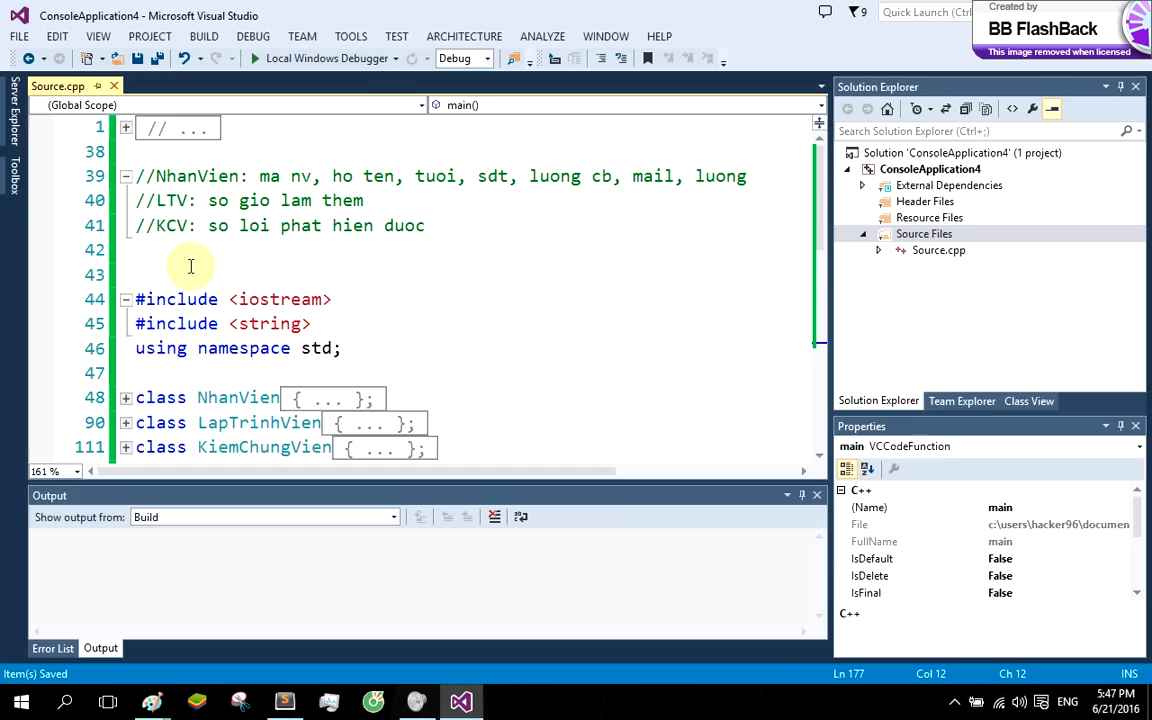 ConsoleApplication4 - Microsoft Visual Studio
9
Quick Launch (Ctrl
Created by
BB FlashBack
This image removed when licensed
FILE EDIT VIEW PROJECT BUILD DEBUG TEAM TOOLS TEST ARCHITECTURE ANALYZE WINDOW HELP
Local Windows Debugger
Debug
Server Explorer
Toolbox
Source.cpp
(Global Scope)
main()
1 // ...
38
39 //NhanVien: ma nv, ho ten, tuoi, sdt, luong cb, mail, luong
40 //LTV: so gio lam them
41 //KCV: so loi phat hien duoc
42
43
44 #include <iostream>
45 #include <string>
46 using namespace std;
47
48 class NhanVien{ ... };
90 class LapTrinhVien{ ... };
111 class KiemChungVien{ ... };
161 %
Output
Show output from: Build
Error List
Output
Solution Explorer
Search Solution Explorer (Ctrl+;)
Solution 'ConsoleApplication4' (1 project)
ConsoleApplication4
External Dependencies
Header Files
Resource Files
Source Files
Source.cpp
Solution Explorer Team Explorer Class View
Properties
main VCCodeFunction
C++
(Name) main
File c:\users\hacker96\documen
FullName main
IsDefault False
IsDelete False
IsFinal False
C++
Item(s) Saved
Ln 177
Col 12
Ch 12
INS
ENG
5:47 PM
6/21/2016